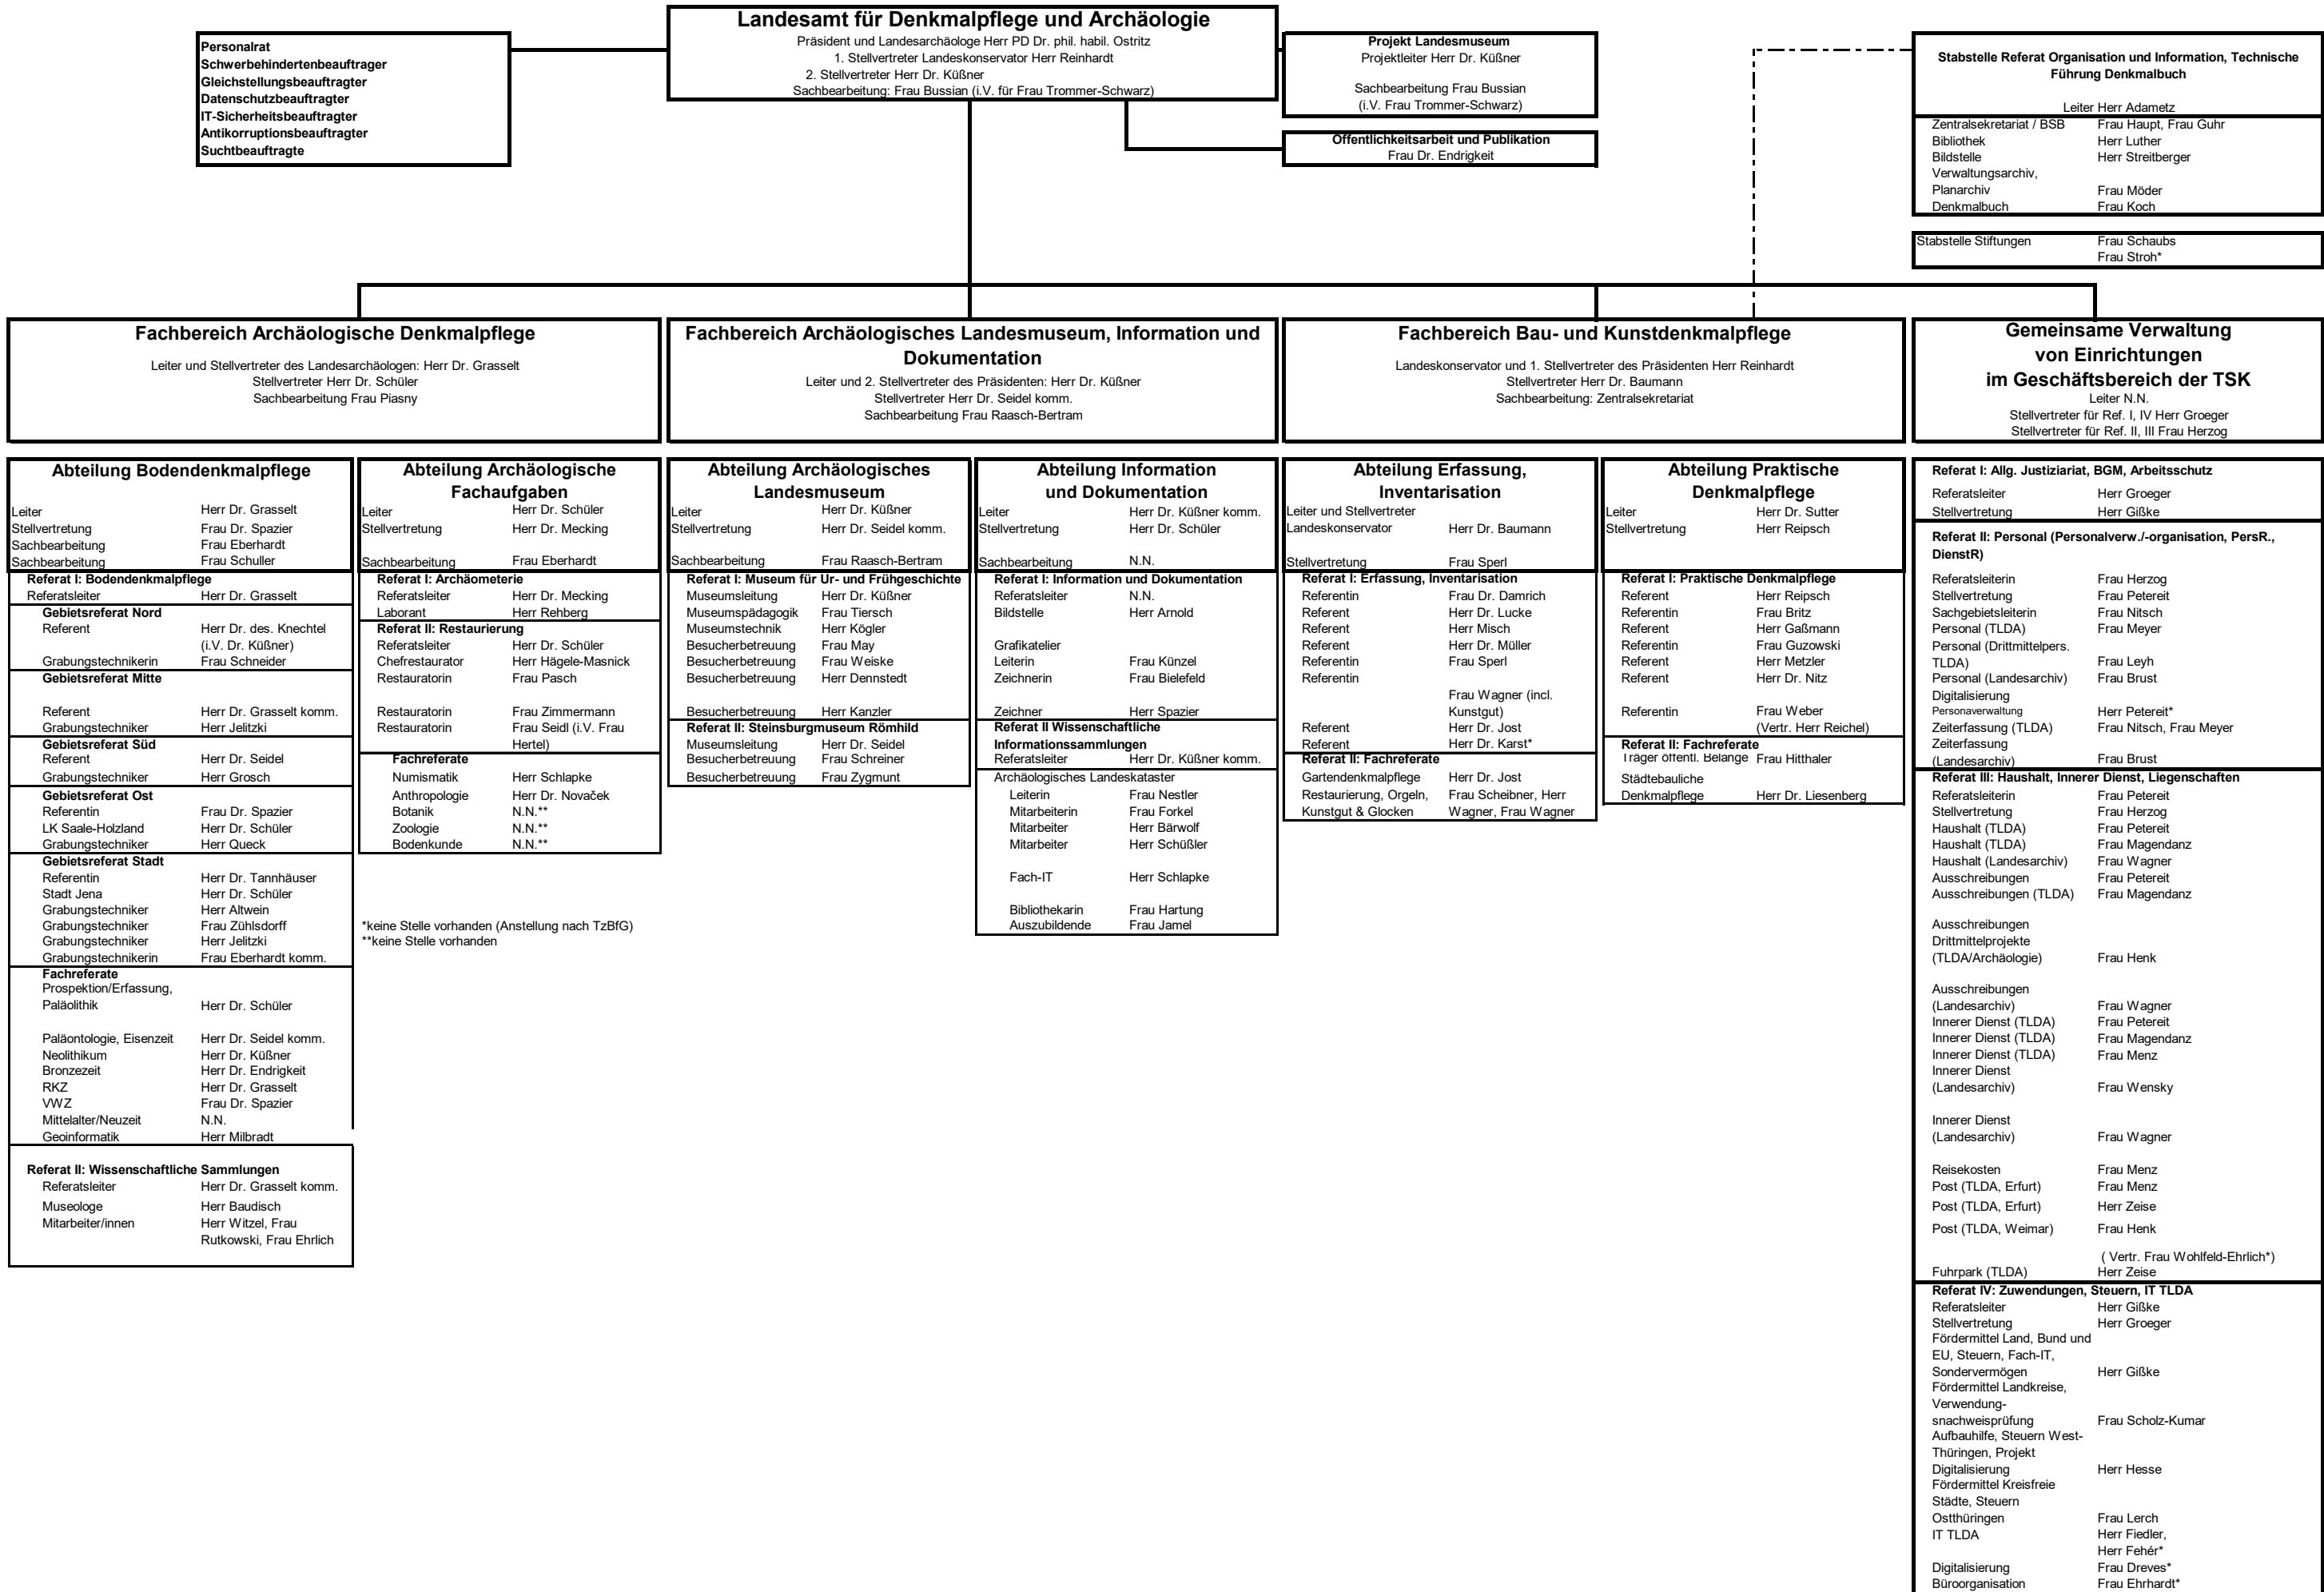 Landesamt für Denkmalpflege und Archäologie
Präsident und Landesarchäologe Herr PD Dr. phil. habil. Ostritz
1. Stellvertreter Landeskonservator Herr Reinhardt
2. Stellvertreter Herr Dr. Küßner
Sachbearbeitung: Frau Bussian (i.V. für Frau Trommer-Schwarz)
Personalrat
Schwerbehindertenbeauftrager
Gleichstellungsbeauftragter
Datenschutzbeauftragter
IT-Sicherheitsbeauftragter
Antikorruptionsbeauftragter
Suchtbeauftragte
Projekt Landesmuseum
Projektleiter Herr Dr. Küßner
Sachbearbeitung Frau Bussian
(i.V. Frau Trommer-Schwarz)
Öffentlichkeitsarbeit und Publikation
Frau Dr. Endrigkeit
Stabstelle Referat Organisation und Information, Technische
Führung Denkmalbuch
Leiter Herr Adametz
Zentralsekretariat / BSB Frau Haupt, Frau Guhr
Bibliothek Herr Luther
Bildstelle Herr Streitberger
Verwaltungsarchiv,
Planarchiv Frau Möder
Denkmalbuch Frau Koch
Stabstelle Stiftungen Frau Schaubs
Frau Stroh*
Fachbereich Archäologische Denkmalpflege
Leiter und Stellvertreter des Landesarchäologen: Herr Dr. Grasselt
Stellvertreter Herr Dr. Schüler
Sachbearbeitung Frau Piasny
Fachbereich Archäologisches Landesmuseum, Information und
Dokumentation
Leiter und 2. Stellvertreter des Präsidenten: Herr Dr. Küßner
Stellvertreter Herr Dr. Seidel komm.
Sachbearbeitung Frau Raasch-Bertram
Fachbereich Bau- und Kunstdenkmalpflege
Landeskonservator und 1. Stellvertreter des Präsidenten Herr Reinhardt
Stellvertreter Herr Dr. Baumann
Sachbearbeitung: Zentralsekretariat
Gemeinsame Verwaltung
von Einrichtungen
im Geschäftsbereich der TSK
Leiter N.N.
Stellvertreter für Ref. I, IV Herr Groeger
Stellvertreter für Ref. II, III Frau Herzog
Abteilung Bodendenkmalpflege
Leiter Herr Dr. Grasselt
Stellvertretung Frau Dr. Spazier
Sachbearbeitung Frau Eberhardt
Sachbearbeitung Frau Schuller
Referat I: Bodendenkmalpflege
Referatsleiter Herr Dr. Grasselt
Gebietsreferat Nord
Referent Herr Dr. des. Knechtel
(i.V. Dr. Küßner)
Grabungstechnikerin Frau Schneider
Gebietsreferat Mitte
Referent Herr Dr. Grasselt komm.
Grabungstechniker Herr Jelitzki
Gebietsreferat Süd
Referent Herr Dr. Seidel
Grabungstechniker Herr Grosch
Gebietsreferat Ost
Referentin Frau Dr. Spazier
LK Saale-Holzland Herr Dr. Schüler
Grabungstechniker Herr Queck
Gebietsreferat Stadt
Referentin Herr Dr. Tannhäuser
Stadt Jena Herr Dr. Schüler
Grabungstechniker Herr Altwein
Grabungstechniker Frau Zühlsdorff
Grabungstechniker Herr Jelitzki
Grabungstechnikerin Frau Eberhardt komm.
Fachreferate
Prospektion/Erfassung,
Paläolithik Herr Dr. Schüler
Paläontologie, Eisenzeit Herr Dr. Seidel komm.
Neolithikum Herr Dr. Küßner
Bronzezeit Herr Dr. Endrigkeit
RKZ Herr Dr. Grasselt
VWZ Frau Dr. Spazier
Mittelalter/Neuzeit N.N.
Geoinformatik Herr Milbradt
Referat II: Wissenschaftliche Sammlungen
Referatsleiter Herr Dr. Grasselt komm.
Museologe Herr Baudisch
Mitarbeiter/innen Herr Witzel, Frau
Rutkowski, Frau Ehrlich
Abteilung Archäologische
Fachaufgaben
Leiter Herr Dr. Schüler
Stellvertretung Herr Dr. Mecking
Sachbearbeitung Frau Eberhardt
Referat I: Archäometerie
Referatsleiter Herr Dr. Mecking
Laborant Herr Rehberg
Referat II: Restaurierung
Referatsleiter Herr Dr. Schüler
Chefrestaurator Herr Hägele-Masnick
Restauratorin Frau Pasch
Restauratorin Frau Zimmermann
Restauratorin Frau Seidl (i.V. Frau
Hertel)
Fachreferate
Numismatik Herr Schlapke
Anthropologie Herr Dr. Novaček
Botanik N.N.**
Zoologie N.N.**
Bodenkunde N.N.**
*keine Stelle vorhanden (Anstellung nach TzBfG)
**keine Stelle vorhanden
Abteilung Archäologisches
Landesmuseum
Leiter Herr Dr. Küßner
Stellvertretung Herr Dr. Seidel komm.
Sachbearbeitung Frau Raasch-Bertram
Referat I: Museum für Ur- und Frühgeschichte
Museumsleitung Herr Dr. Küßner
Museumspädagogik Frau Tiersch
Museumstechnik Herr Kögler
Besucherbetreuung Frau May
Besucherbetreuung Frau Weiske
Besucherbetreuung Herr Dennstedt
Besucherbetreuung Herr Kanzler
Referat II: Steinsburgmuseum Römhild
Museumsleitung Herr Dr. Seidel
Besucherbetreuung Frau Schreiner
Besucherbetreuung Frau Zygmunt
Abteilung Information
und Dokumentation
Leiter Herr Dr. Küßner komm.
Stellvertretung Herr Dr. Schüler
Sachbearbeitung N.N.
Referat I: Information und Dokumentation
Referatsleiter N.N.
Bildstelle Herr Arnold
Grafikatelier
Leiterin Frau Künzel
Zeichnerin Frau Bielefeld
Zeichner Herr Spazier
Referat II Wissenschaftliche
Informationssammlungen
Referatsleiter Herr Dr. Küßner komm.
Archäologisches Landeskataster
Leiterin Frau Nestler
Mitarbeiterin Frau Forkel
Mitarbeiter Herr Bärwolf
Mitarbeiter Herr Schüßler
Fach-IT Herr Schlapke
Bibliothekarin Frau Hartung
Auszubildende Frau Jamel
Abteilung Erfassung,
Inventarisation
Leiter und Stellvertreter
Landeskonservator Herr Dr. Baumann
Stellvertretung Frau Sperl
Referat I: Erfassung, Inventarisation
Referentin Frau Dr. Damrich
Referent Herr Dr. Lucke
Referent Herr Misch
Referent Herr Dr. Müller
Referentin Frau Sperl
Referentin
Frau Wagner (incl.
Kunstgut)
Referent Herr Dr. Jost
Referent Herr Dr. Karst*
Referat II: Fachreferate
Gartendenkmalpflege Herr Dr. Jost
Restaurierung, Orgeln, Frau Scheibner, Herr
Kunstgut & Glocken Wagner, Frau Wagner
Abteilung Praktische
Denkmalpflege
Leiter Herr Dr. Sutter
Stellvertretung Herr Reipsch
Referat I: Praktische Denkmalpflege
Referent Herr Reipsch
Referentin Frau Britz
Referent Herr Gaßmann
Referentin Frau Guzowski
Referent Herr Metzler
Referent Herr Dr. Nitz
Referentin Frau Weber
(Vertr. Herr Reichel)
Referat II: Fachreferate
Träger öffentl. Belange Frau Hitthaler
Städtebauliche
Denkmalpflege Herr Dr. Liesenberg
Referat I: Allg. Justiziariat, BGM, Arbeitsschutz
Referatsleiter Herr Groeger
Stellvertretung Herr Gißke
Referat II: Personal (Personalverw./-organisation, PersR.,
DienstR)
Referatsleiterin Frau Herzog
Stellvertretung Frau Petereit
Sachgebietsleiterin Frau Nitsch
Personal (TLDA) Frau Meyer
Personal (Drittmittelpers.
TLDA) Frau Leyh
Personal (Landesarchiv) Frau Brust
Digitalisierung
Personaverwaltung Herr Petereit*
Zeiterfassung (TLDA) Frau Nitsch, Frau Meyer
Zeiterfassung
(Landesarchiv) Frau Brust
Referat III: Haushalt, Innerer Dienst, Liegenschaften
Referatsleiterin Frau Petereit
Stellvertretung Frau Herzog
Haushalt (TLDA) Frau Petereit
Haushalt (TLDA) Frau Magendanz
Haushalt (Landesarchiv) Frau Wagner
Ausschreibungen Frau Petereit
Ausschreibungen (TLDA) Frau Magendanz
Ausschreibungen
Drittmittelprojekte
(TLDA/Archäologie) Frau Henk
Ausschreibungen
(Landesarchiv) Frau Wagner
Innerer Dienst (TLDA) Frau Petereit
Innerer Dienst (TLDA) Frau Magendanz
Innerer Dienst (TLDA) Frau Menz
Innerer Dienst
(Landesarchiv) Frau Wensky
Innerer Dienst
(Landesarchiv) Frau Wagner
Reisekosten Frau Menz
Post (TLDA, Erfurt) Frau Menz
Post (TLDA, Erfurt) Herr Zeise
Post (TLDA, Weimar) Frau Henk
( Vertr. Frau Wohlfeld-Ehrlich*)
Fuhrpark (TLDA) Herr Zeise
Referat IV: Zuwendungen, Steuern, IT TLDA
Referatsleiter Herr Gißke
Stellvertretung Herr Groeger
Fördermittel Land, Bund und
EU, Steuern, Fach-IT,
Sondervermögen Herr Gißke
Fördermittel Landkreise,
Verwendung-
snachweisprüfung Frau Scholz-Kumar
Aufbauhilfe, Steuern West-
Thüringen, Projekt
Digitalisierung Herr Hesse
Fördermittel Kreisfreie
Städte, Steuern
Ostthüringen Frau Lerch
IT TLDA Herr Fiedler,
Herr Fehér*
Digitalisierung Frau Dreves*
Büroorganisation Frau Ehrhardt*